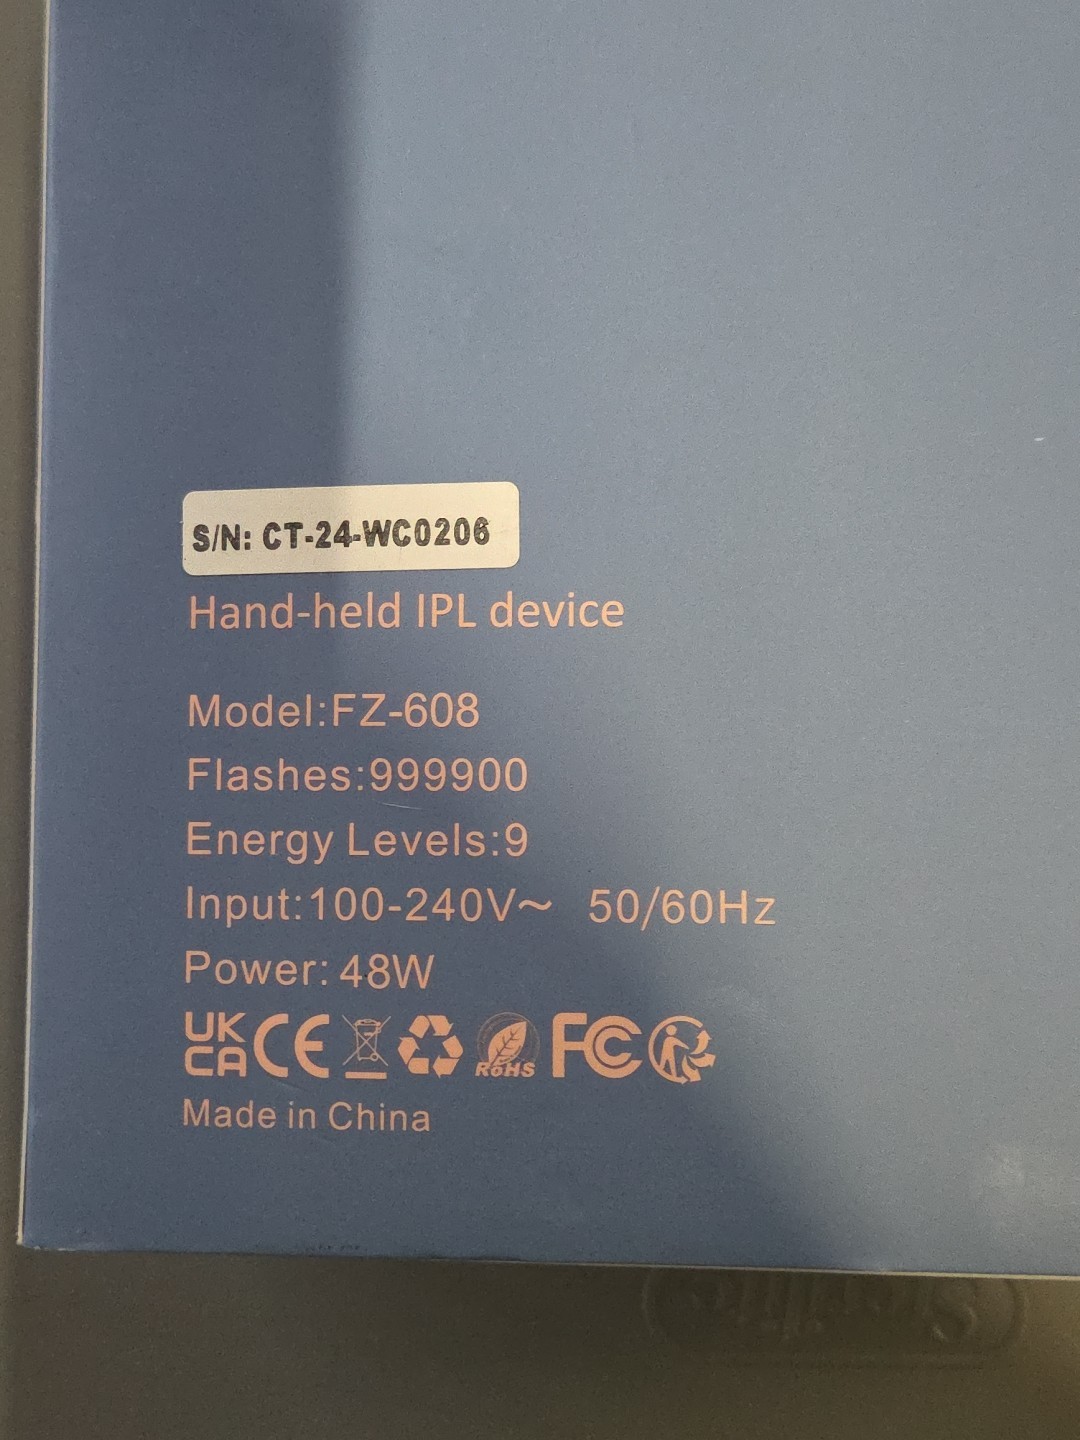 S/N: CT-24-WC0206
Hand-held IPL device
Model:FZ-608
Flashes:999900
Energy Levels:9
Input:100-240V~ 50/60Hz
Power: 48W
UK
CA CE RoHS FC
Made in China
Sterilite